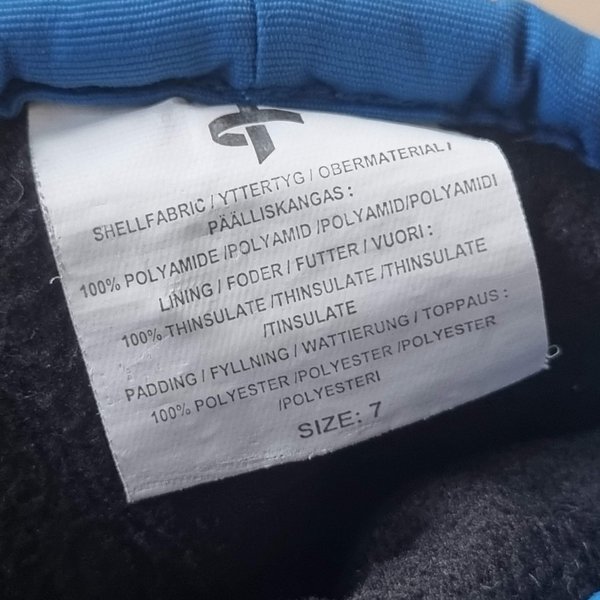 SHELLFABRIC / YTTERTYG / OBERMATERIAL /
PÄÄLLISKANGAS :
100% POLYAMIDE /POLYAMID /POLYAMID/POLYAMIDI
LINING / FODER / FUTTER / VUORI :
100% THINSULATE /THINSULATE /THINSULATE
/TINSULATE
PADDING / FYLLNING / WATTIERUNG / TOPPAUS :
100% POLYESTER /POLYESTER /POLYESTER
/POLYESTERI
SIZE: 7